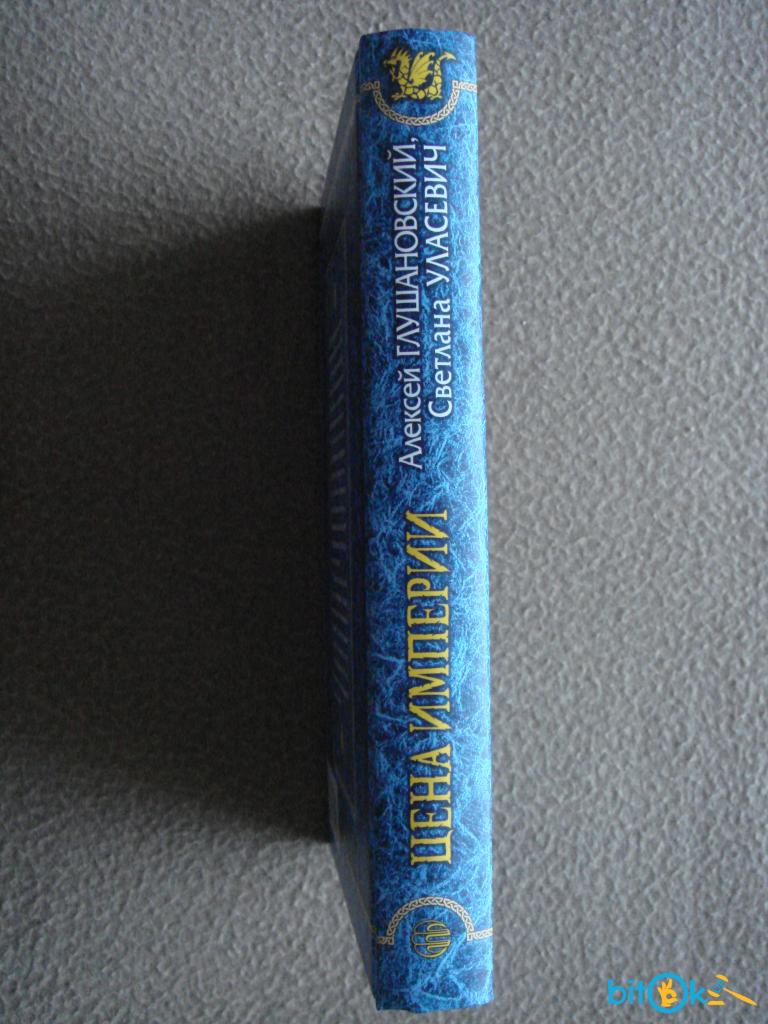 Алексей ГЛУШАНОВСКИЙ,
Светлана УЛАСЕВИЧ
ЦЕНА ИМПЕРИИ
bitOk